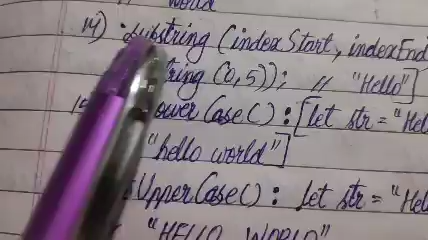 world
14) substring (indexStart, indexEnd
ring (0,5)); // "Hello"]
owerCase() : [let str = "Hel
"hello world"]
UpperCase() : let str = "Hel
"HELLO WORLD"